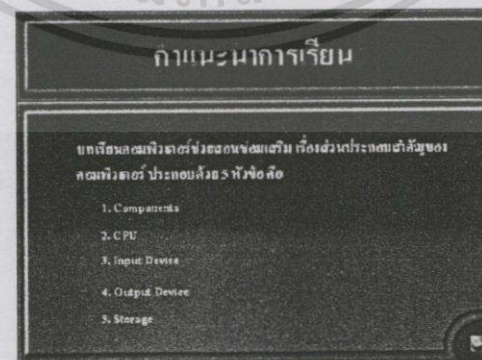 คำแนะนำการเรียน
บทเรียนคอมพิวเตอร์ช่วยสอนซ่อมเสริม เรื่องส่วนประกอบสำคัญของ
คอมพิวเตอร์ ประกอบด้วย 5 หัวข้อ คือ
1. Components
2. CPU
3. Input Device
4. Output Device
5. Storage